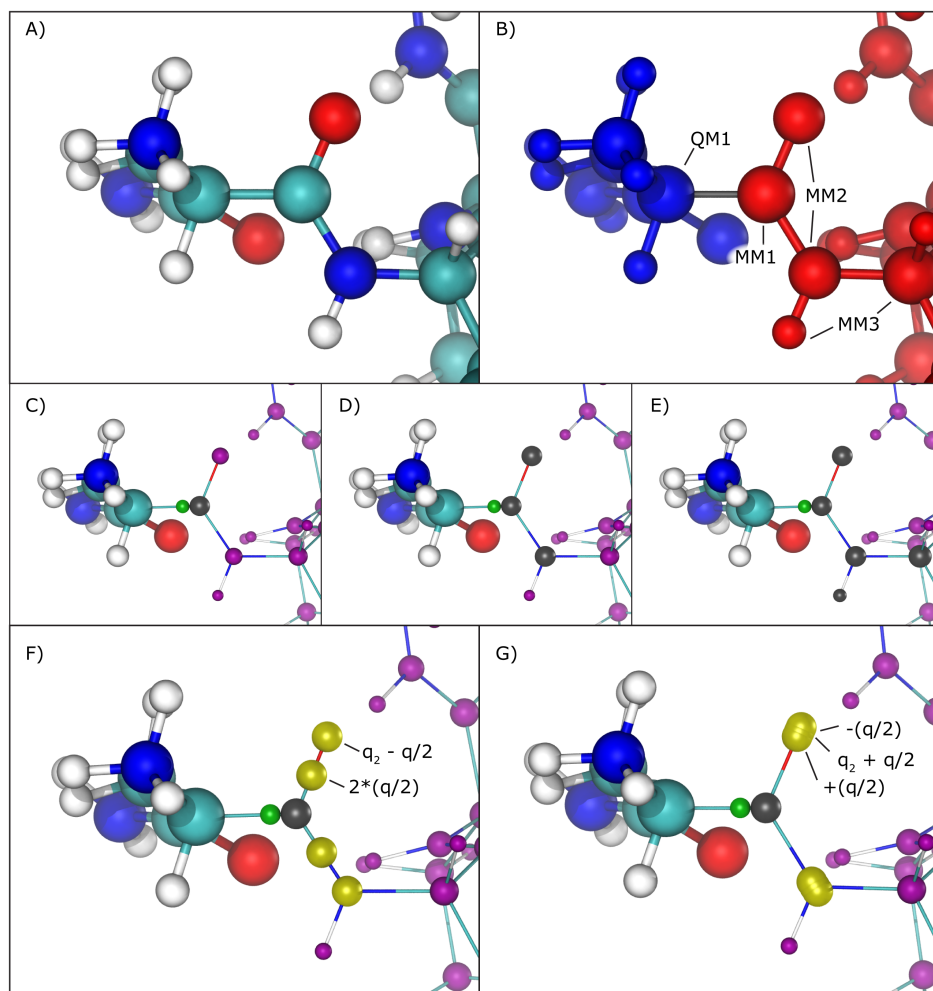 A)
B)
QM1
MM2
MM1
MM3
C)
D)
E)
F)
q₂ - q/2
2*(q/2)
G)
-(q/2)
q₂ + q/2
+(q/2)